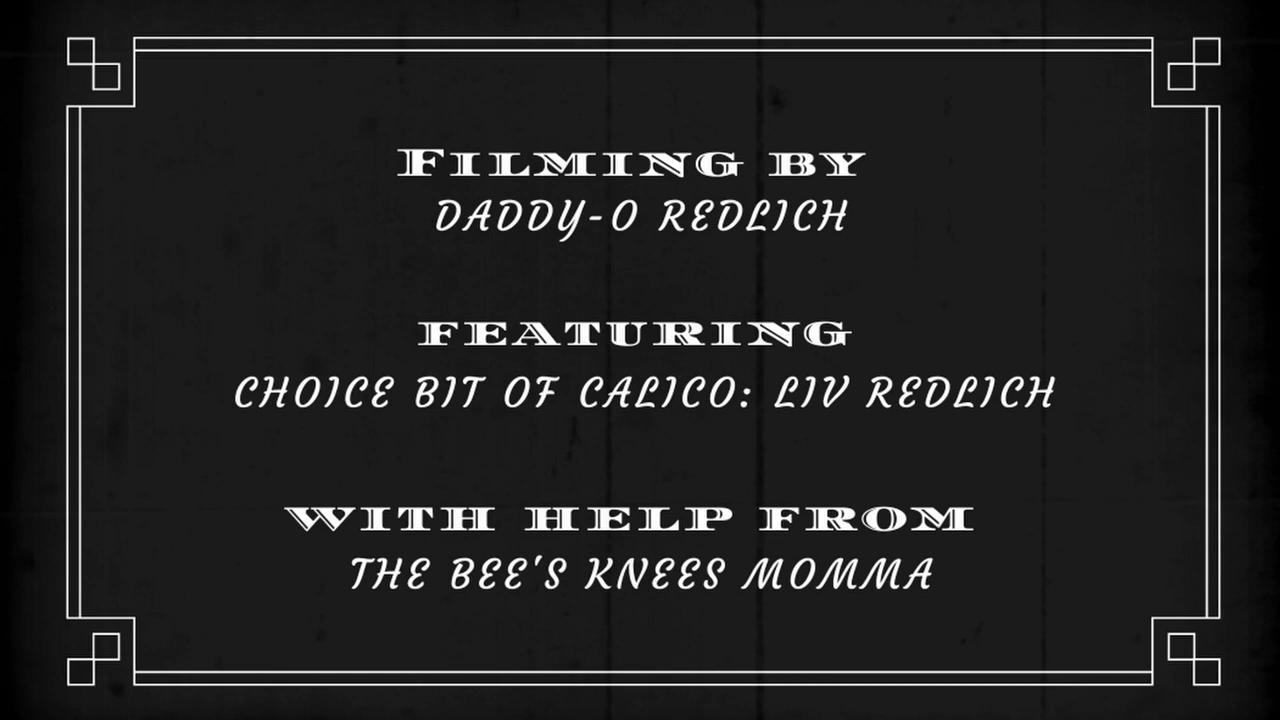 Filming by
DADDY-O REDLICH
FEATURING
CHOICE BIT OF CALICO: LIV REDLICH
WITH HELP FROM
THE BEE'S KNEES MOMMA